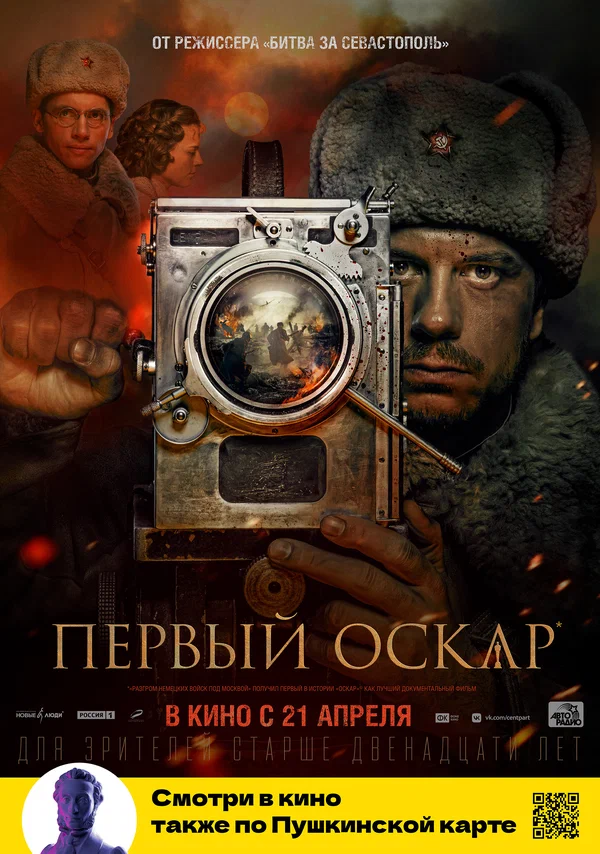 ОТ РЕЖИССЕРА «БИТВА ЗА СЕВАСТОПОЛЬ»
ПЕРВЫЙ ОСКАР*
*«РАЗГРОМ НЕМЕЦКИХ ВОЙСК ПОД МОСКВОЙ» ПОЛУЧИЛ ПЕРВЫЙ В ИСТОРИИ «ОСКАР»® КАК ЛУЧШИЙ ДОКУМЕНТАЛЬНЫЙ ФИЛЬМ
НОВЫЕ ЛЮДИ РОССИЯ 1 В КИНО С 21 АПРЕЛЯ ФК vk.com/centpart АВТО РАДИО
ДЛЯ ЗРИТЕЛЕЙ СТАРШЕ ДВЕНАДЦАТИ ЛЕТ
Смотри в кино
также по Пушкинской карте